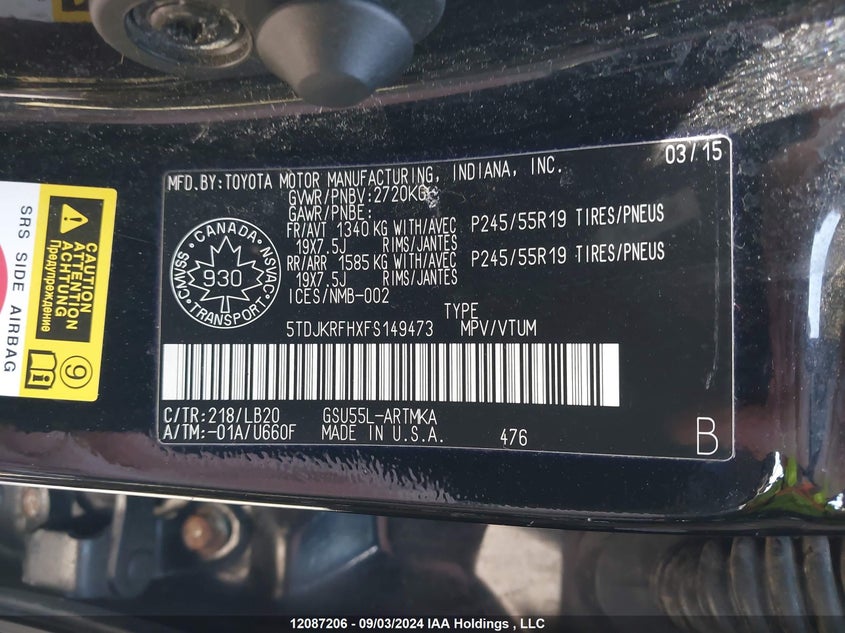 MFD.BY:TOYOTA MOTOR MANUFACTURING, INDIANA, INC. 03/15
GVWR/PNBV:2720KG
GAWR/PNBE:
FR/AVT 1340 KG WITH/AVEC P245/55R19 TIRES/PNEUS
19X7.5J RIMS/JANTES
RR/ARR 1585 KG WITH/AVEC P245/55R19 TIRES/PNEUS
19X7.5J RIMS/JANTES
ICES/NMB-002
CANADA
CMVSS 930 NSVAC
TRANSPORT
TYPE
5TDJKRFHXFS149473 MPV/VTUM
C/TR:218/LB20 GSU55L-ARTMKA
A/TM:-01A/U660F MADE IN U.S.A. 476
B
CAUTION
ATTENTION
ACHTUNG
Предупреждение
SRS SIDE AIRBAG
9
12087206 - 09/03/2024 IAA Holdings , LLC